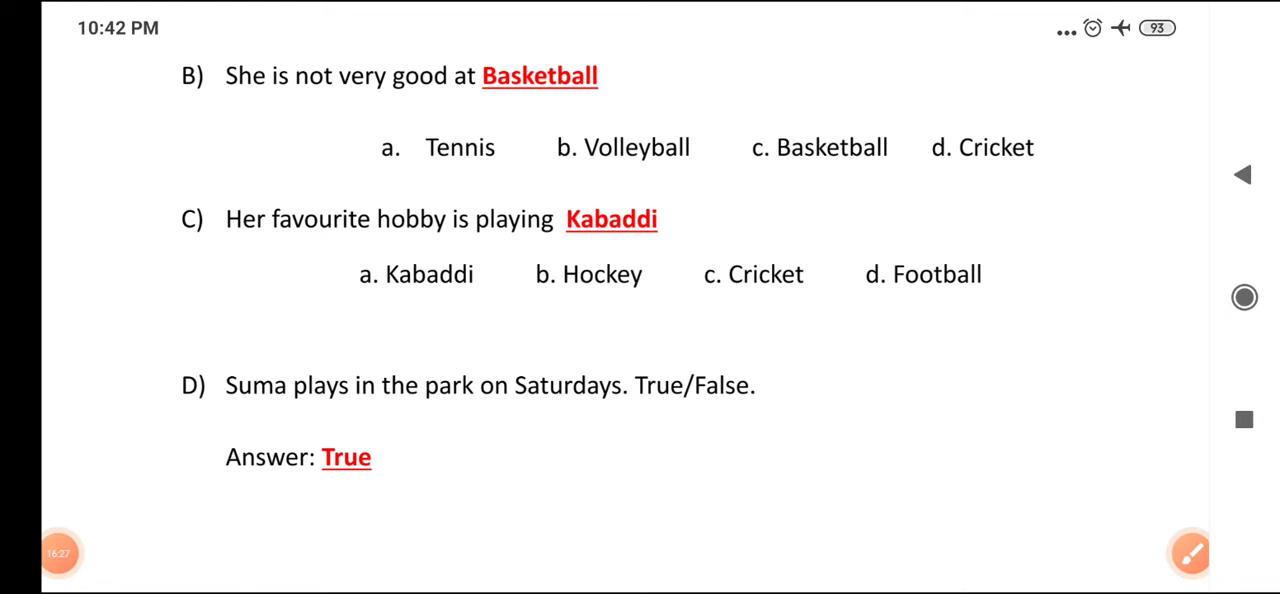 10:42 PM
93
B) She is not very good at Basketball
a. Tennis b. Volleyball c. Basketball d. Cricket
C) Her favourite hobby is playing Kabaddi
a. Kabaddi b. Hockey c. Cricket d. Football
D) Suma plays in the park on Saturdays. True/False.
Answer: True
16:27